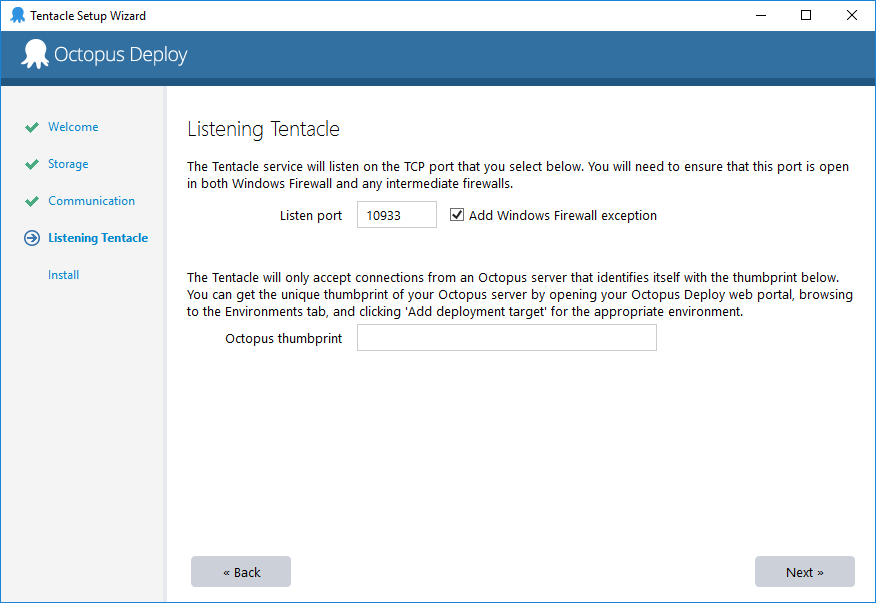 Tentacle Setup Wizard
Octopus Deploy
Welcome
Storage
Communication
Listening Tentacle
Install
Listening Tentacle
The Tentacle service will listen on the TCP port that you select below. You will need to ensure that this port is open
in both Windows Firewall and any intermediate firewalls.
Listen port 10933 Add Windows Firewall exception
The Tentacle will only accept connections from an Octopus server that identifies itself with the thumbprint below.
You can get the unique thumbprint of your Octopus server by opening your Octopus Deploy web portal, browsing
to the Environments tab, and clicking 'Add deployment target' for the appropriate environment.
Octopus thumbprint
« Back
Next »